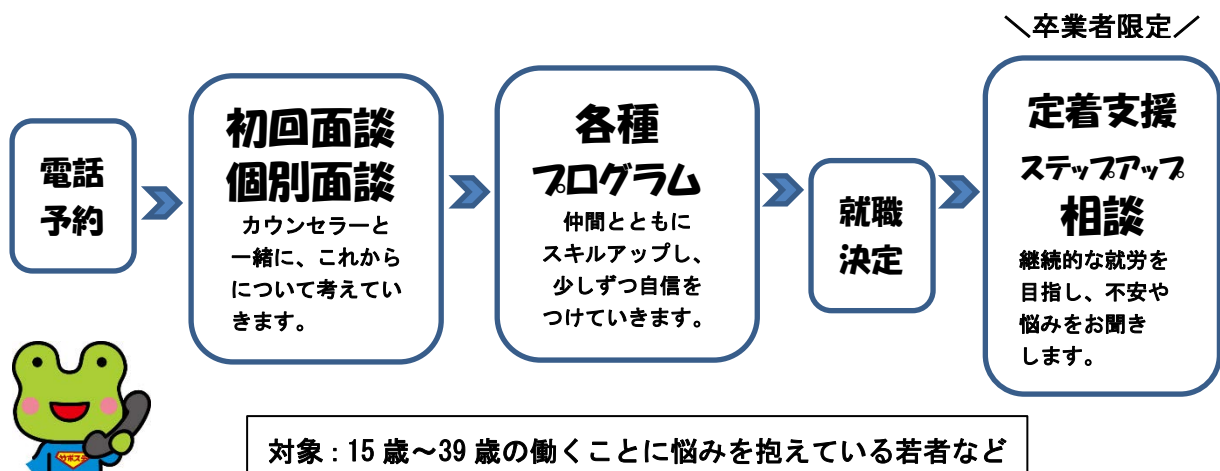 ＼卒業者限定／
電話
予約
初回面談
個別面談
カウンセラーと
一緒に、これから
について考えてい
きます。
各種
プログラム
仲間とともに
スキルアップし、
少しずつ自信を
つけていきます。
就職
決定
定着支援
ステップアップ
相談
継続的な就労を
目指し、不安や
悩みをお聞き
します。
サポステ
対象：15歳～39歳の働くことに悩みを抱えている若者など